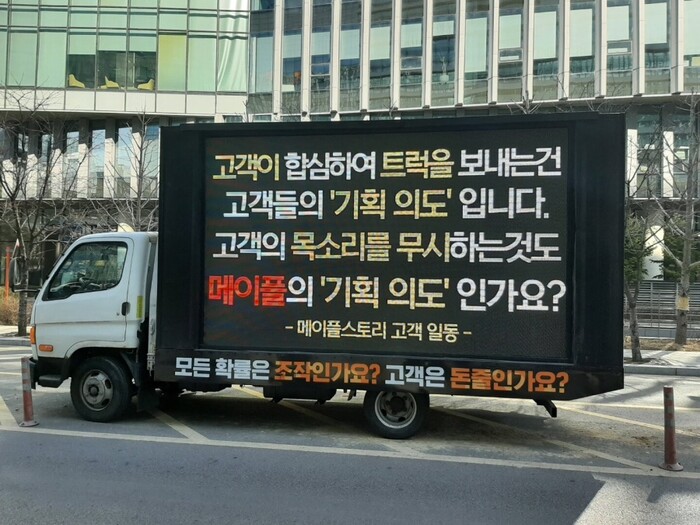 고객이 합심하여 트럭을 보내는건
고객들의 '기획 의도' 입니다.
고객의 목소리를 무시하는것도
메이플의 '기획 의도' 인가요?
- 메이플스토리 고객 일동 -
모든 확률은 조작인가요? 고객은 돈줄인가요?